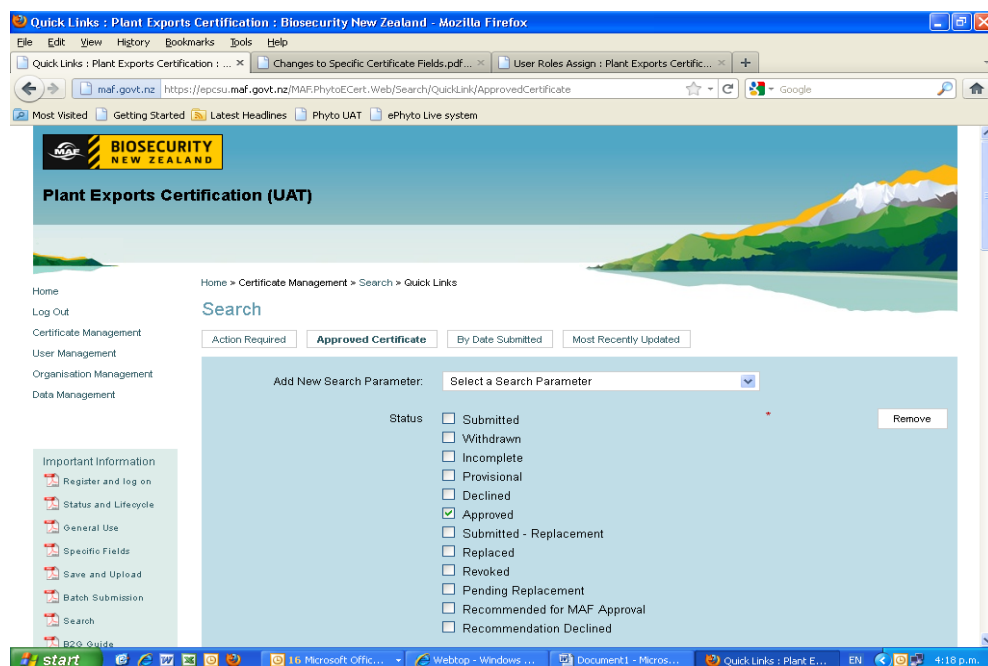 Quick Links : Plant Exports Certification : Biosecurity New Zealand - Mozilla Firefox
File Edit View History Bookmarks Tools Help
Quick Links : Plant Exports Certification : ... × Changes to Specific Certificate Fields.pdf... × User Roles Assign : Plant Exports Certific... × +
maf.govt.nz https://epcsu.maf.govt.nz/MAF.PhytoECert.Web/Search/QuickLink/ApprovedCertificate Google
Most Visited Getting Started Latest Headlines Phyto UAT ePhyto Live system
MAF BIOSECURITY
NEW ZEALAND
Plant Exports Certification (UAT)
Home > Certificate Management > Search > Quick Links
Home
Log Out
Certificate Management
User Management
Organisation Management
Data Management
Search
Action Required Approved Certificate By Date Submitted Most Recently Updated
Add New Search Parameter: Select a Search Parameter
Status Submitted * Remove
Withdrawn
Incomplete
Provisional
Declined
Approved
Submitted - Replacement
Replaced
Revoked
Pending Replacement
Recommended for MAF Approval
Recommendation Declined
Important Information
Register and log on
Status and Lifecycle
General Use
Specific Fields
Save and Upload
Batch Submission
Search
B2G Guide
start 16 Microsoft Offic... Webtop - Windows ... Document1 - Micros... Quick Links : Plant E... EN 4:18 p.m.